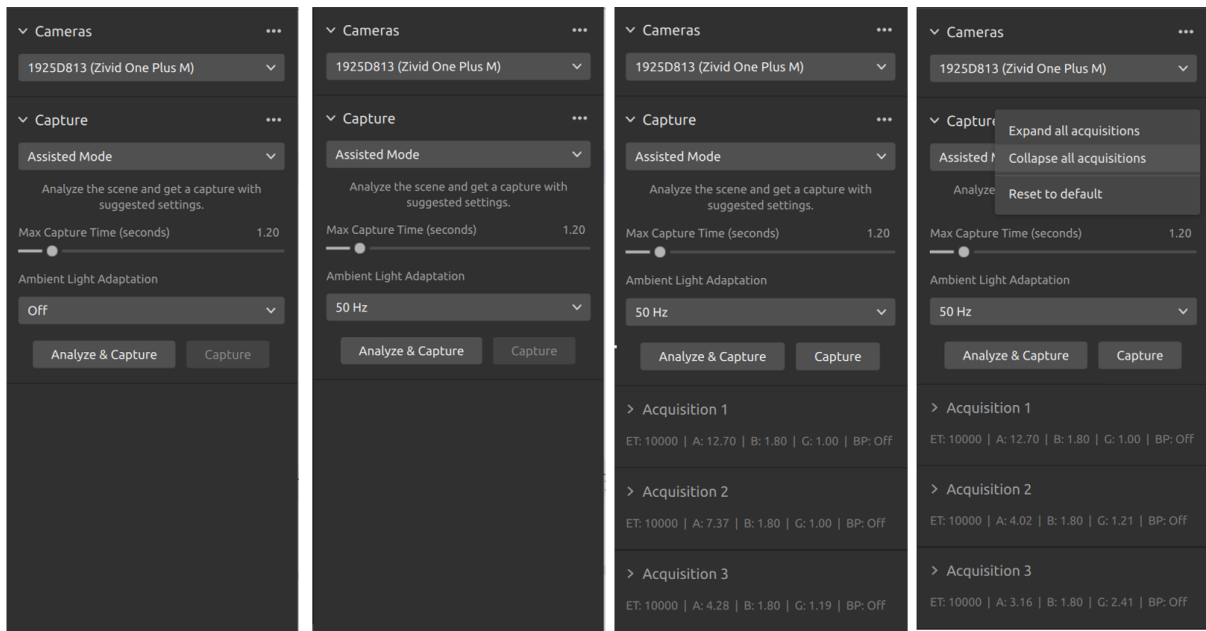 Cameras
1925D813 (Zivid One Plus M)
Capture
Assisted Mode
Analyze the scene and get a capture with
suggested settings.
Max Capture Time (seconds) 1.20
Ambient Light Adaptation
Off
Analyze & Capture Capture
Cameras
1925D813 (Zivid One Plus M)
Capture
Assisted Mode
Analyze the scene and get a capture with
suggested settings.
Max Capture Time (seconds) 1.20
Ambient Light Adaptation
50 Hz
Analyze & Capture Capture
Cameras
1925D813 (Zivid One Plus M)
Capture
Assisted Mode
Analyze the scene and get a capture with
suggested settings.
Max Capture Time (seconds) 1.20
Ambient Light Adaptation
50 Hz
Analyze & Capture Capture
Acquisition 1
ET: 10000 | A: 12.70 | B: 1.80 | G: 1.00 | BP: Off
Acquisition 2
ET: 10000 | A: 7.37 | B: 1.80 | G: 1.00 | BP: Off
Acquisition 3
ET: 10000 | A: 4.28 | B: 1.80 | G: 1.19 | BP: Off
Cameras
1925D813 (Zivid One Plus M)
Capture
Expand all acquisitions
Assisted M
Collapse all acquisitions
Analyze
Reset to default
Max Capture Time (seconds) 1.20
Ambient Light Adaptation
50 Hz
Analyze & Capture Capture
Acquisition 1
ET: 10000 | A: 12.70 | B: 1.80 | G: 1.00 | BP: Off
Acquisition 2
ET: 10000 | A: 4.02 | B: 1.80 | G: 1.21 | BP: Off
Acquisition 3
ET: 10000 | A: 3.16 | B: 1.80 | G: 2.41 | BP: Off